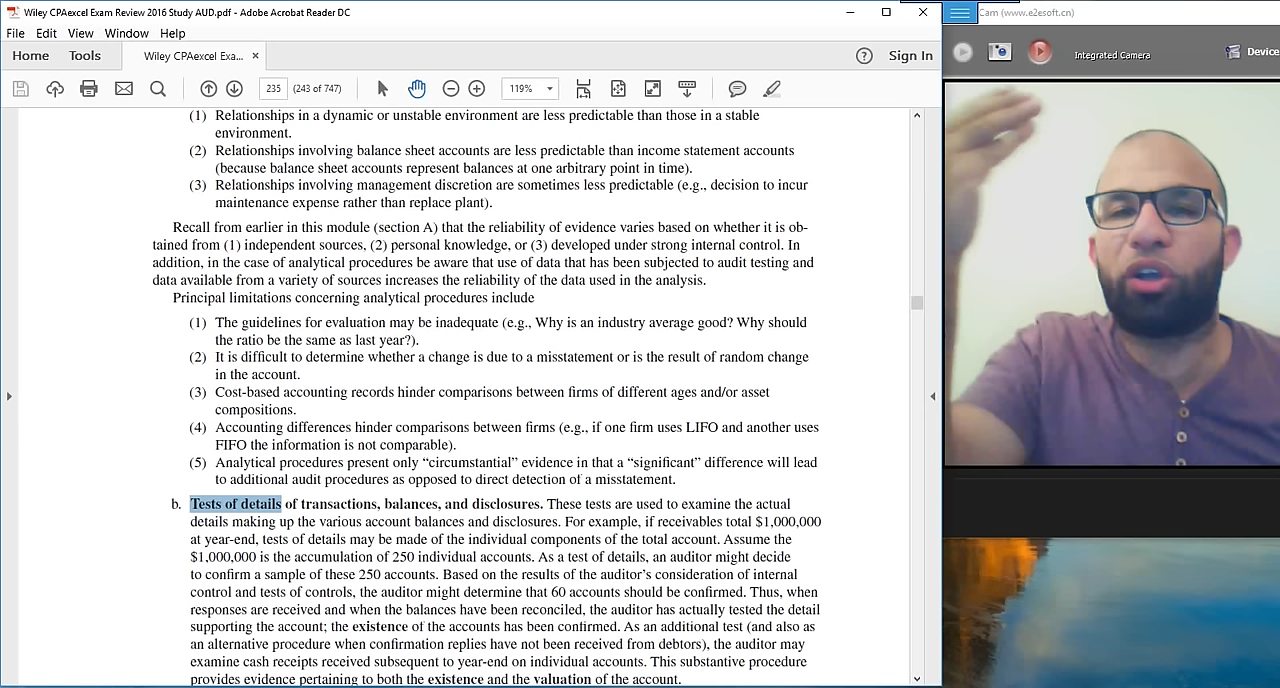 Wiley CPAexcel Exam Review 2016 Study AUD.pdf - Adobe Acrobat Reader DC
Cam (www.e2esoft.cn)
File Edit View Window Help
Home Tools Wiley CPAexcel Exa... × Sign In
Integrated Camera
Device
235 (243 of 747) 119%
(1) Relationships in a dynamic or unstable environment are less predictable than those in a stable
environment.
(2) Relationships involving balance sheet accounts are less predictable than income statement accounts
(because balance sheet accounts represent balances at one arbitrary point in time).
(3) Relationships involving management discretion are sometimes less predictable (e.g., decision to incur
maintenance expense rather than replace plant).
Recall from earlier in this module (section A) that the reliability of evidence varies based on whether it is ob-
tained from (1) independent sources, (2) personal knowledge, or (3) developed under strong internal control. In
addition, in the case of analytical procedures be aware that use of data that has been subjected to audit testing and
data available from a variety of sources increases the reliability of the data used in the analysis.
Principal limitations concerning analytical procedures include
(1) The guidelines for evaluation may be inadequate (e.g., Why is an industry average good? Why should
the ratio be the same as last year?).
(2) It is difficult to determine whether a change is due to a misstatement or is the result of random change
in the account.
(3) Cost-based accounting records hinder comparisons between firms of different ages and/or asset
compositions.
(4) Accounting differences hinder comparisons between firms (e.g., if one firm uses LIFO and another uses
FIFO the information is not comparable).
(5) Analytical procedures present only “circumstantial” evidence in that a “significant” difference will lead
to additional audit procedures as opposed to direct detection of a misstatement.
b. Tests of details of transactions, balances, and disclosures. These tests are used to examine the actual
details making up the various account balances and disclosures. For example, if receivables total $1,000,000
at year-end, tests of details may be made of the individual components of the total account. Assume the
$1,000,000 is the accumulation of 250 individual accounts. As a test of details, an auditor might decide
to confirm a sample of these 250 accounts. Based on the results of the auditor’s consideration of internal
control and tests of controls, the auditor might determine that 60 accounts should be confirmed. Thus, when
responses are received and when the balances have been reconciled, the auditor has actually tested the detail
supporting the account; the existence of the accounts has been confirmed. As an additional test (and also as
an alternative procedure when confirmation replies have not been received from debtors), the auditor may
examine cash receipts received subsequent to year-end on individual accounts. This substantive procedure
provides evidence pertaining to both the existence and the valuation of the account.